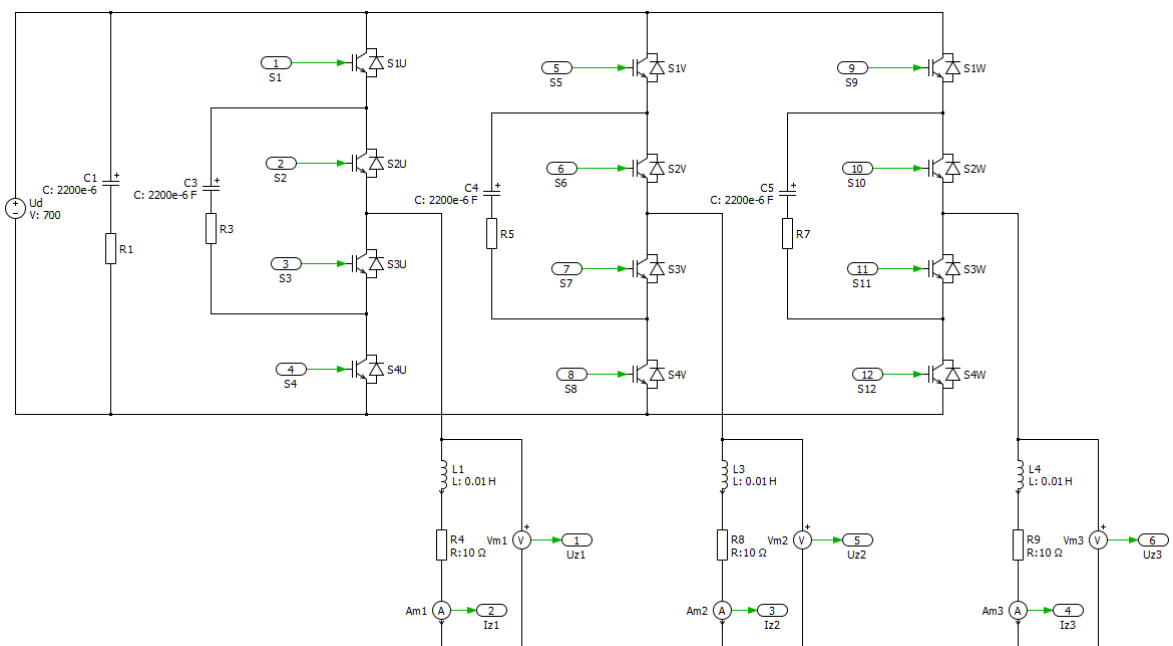 1
S1
S1U
5
S5
S1V
9
S9
S1W
C1
C: 2200e-6
C3
C: 2200e-6 F
2
S2
S2U
C4
C: 2200e-6 F
6
S6
S2V
C5
C: 2200e-6 F
10
S10
S2W
Ud
V: 700
R1
R3
R5
R7
3
S3
S3U
7
S7
S3V
11
S11
S3W
4
S4
S4U
8
S8
S4V
12
S12
S4W
L1
L: 0.01 H
L3
L: 0.01 H
L4
L: 0.01 H
R4
R:10 Ω
Vm1
V
1
Uz1
R8
R:10 Ω
Vm2
V
5
Uz2
R9
R:10 Ω
Vm3
V
6
Uz3
Am1
A
2
Iz1
Am2
A
3
Iz2
Am3
A
4
Iz3